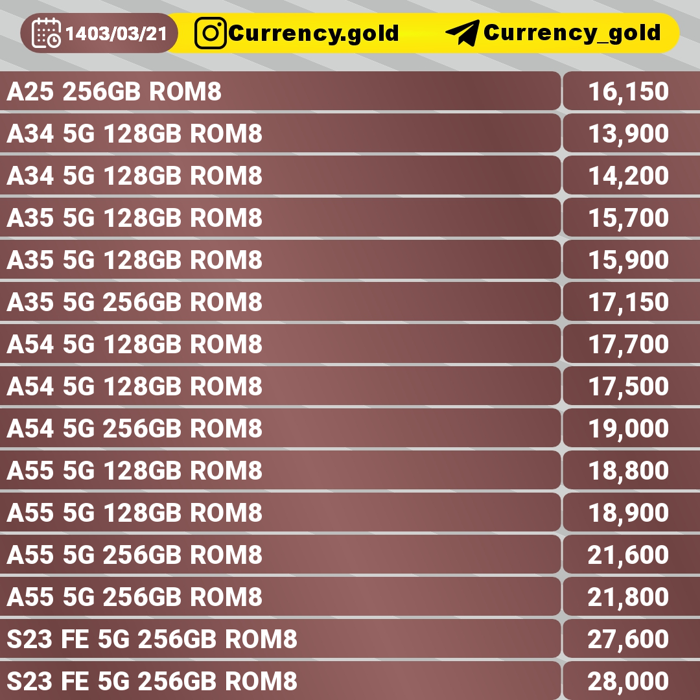 1403/03/21 Currency.gold Currency_gold
A25 256GB ROM8 16,150
A34 5G 128GB ROM8 13,900
A34 5G 128GB ROM8 14,200
A35 5G 128GB ROM8 15,700
A35 5G 128GB ROM8 15,900
A35 5G 256GB ROM8 17,150
A54 5G 128GB ROM8 17,700
A54 5G 128GB ROM8 17,500
A54 5G 256GB ROM8 19,000
A55 5G 128GB ROM8 18,800
A55 5G 128GB ROM8 18,900
A55 5G 256GB ROM8 21,600
A55 5G 256GB ROM8 21,800
S23 FE 5G 256GB ROM8 27,600
S23 FE 5G 256GB ROM8 28,000